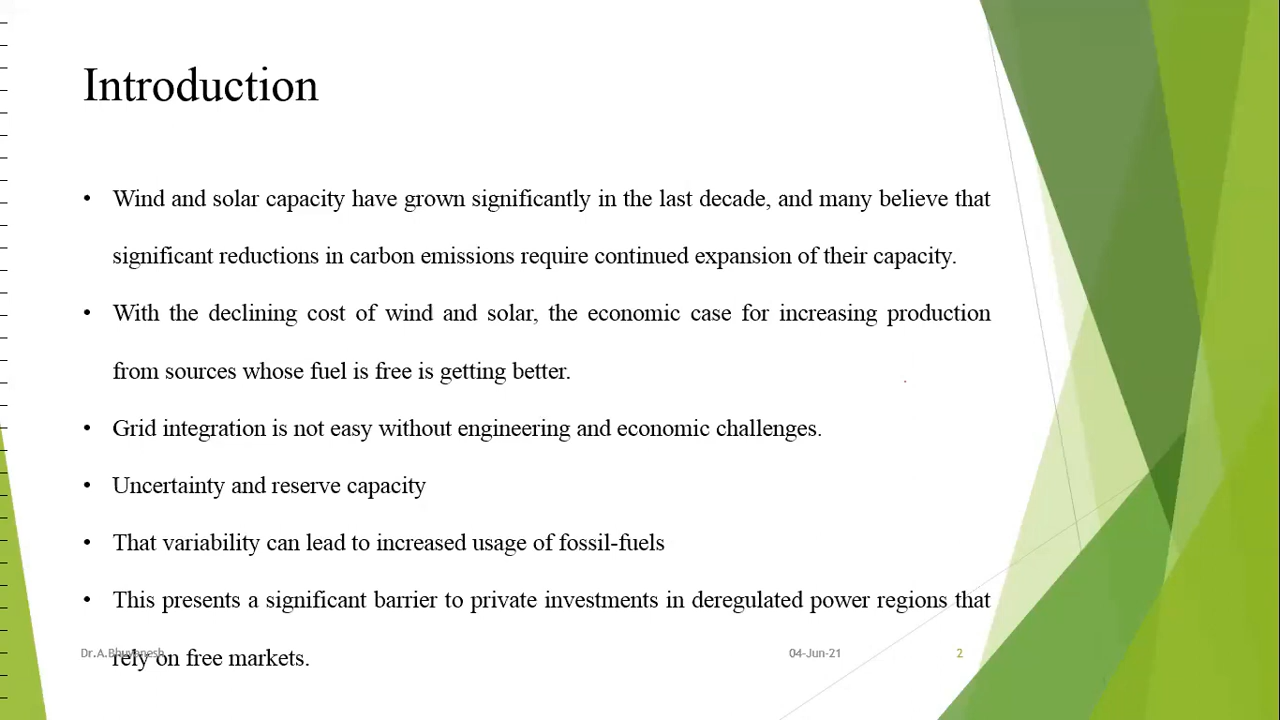 Introduction
• Wind and solar capacity have grown significantly in the last decade, and many believe that
significant reductions in carbon emissions require continued expansion of their capacity.
• With the declining cost of wind and solar, the economic case for increasing production
from sources whose fuel is free is getting better.
• Grid integration is not easy without engineering and economic challenges.
• Uncertainty and reserve capacity
• That variability can lead to increased usage of fossil-fuels
• This presents a significant barrier to private investments in deregulated power regions that
rely on free markets.
Dr.A.Bhuvanesh 04-Jun-21 2